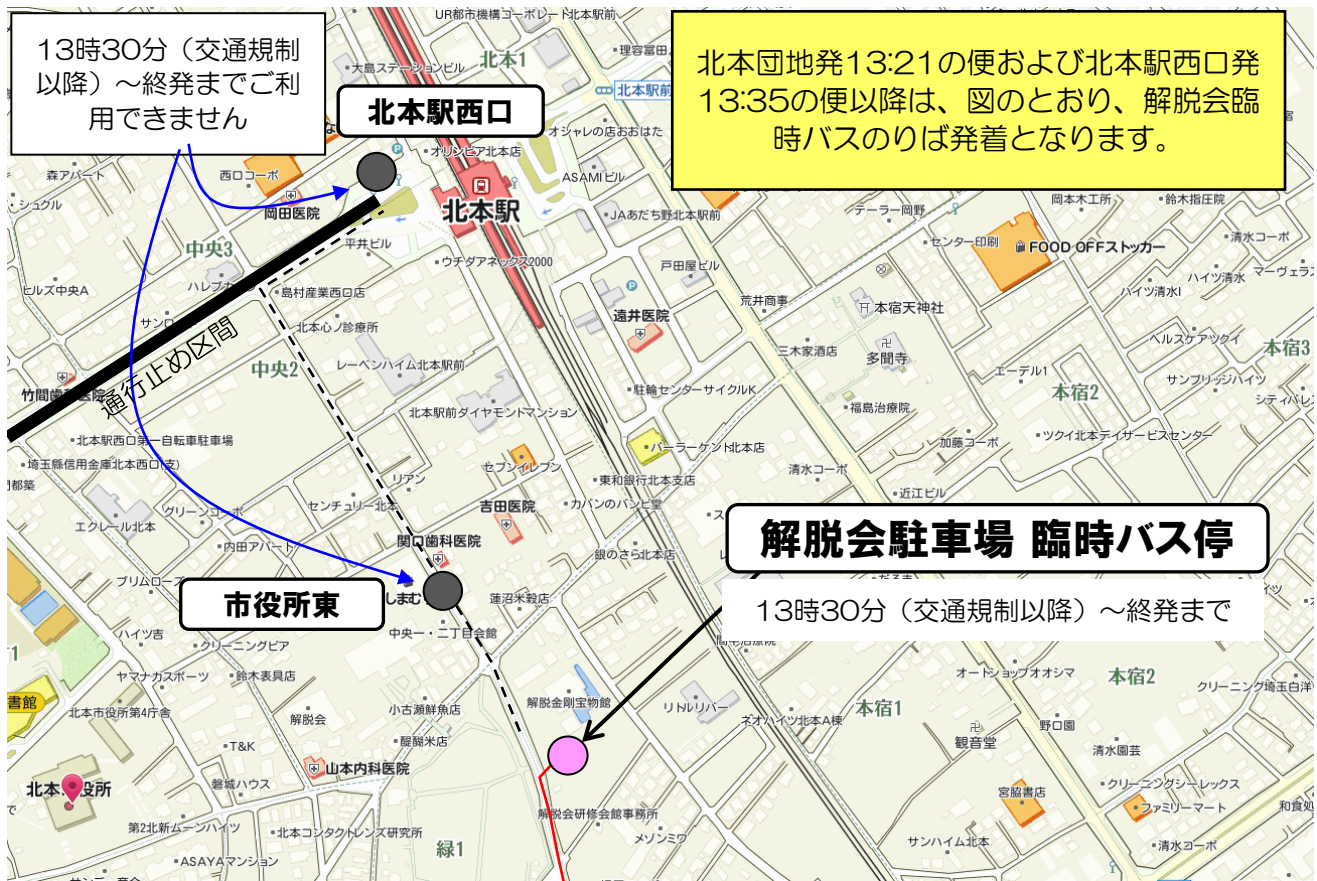 13時30分（交通規制
以降）～終発までご利
用できません
北本団地発13:21の便および北本駅西口発
13:35の便以降は、図のとおり、解脱会臨
時バスのりば発着となります。
北本駅西口
市役所東
解脱会駐車場 臨時バス停
13時30分（交通規制以降）～終発まで
通行止め区間
UR都市機構コーポレート北本駅前
大島ステーションビル
北本1
理容冨田
北本駅前
オシャレの店おおはた
オリンピア北本店
ASAMIビル
森アパート
西口コーポ
シュクル
岡田医院
北本駅
JAあだち野北本駅前
テーラー岡野
岡本木工所
鈴木指圧院
センター印刷
FOOD OFFストッカー
清水コーポ
中央3
平井ビル
ウチダアネックス2000
戸田屋ビル
ヒルズ中央A
島村産業西口店
荒井商事
ハイツ清水
ハイツ清水I
マーヴェラス
北本心ノ診療所
遠井医院
本宿天神社
中央2
レーベンハイム北本駅前
三木家酒店
多聞寺
ヘルスケアツクイ
本宿3
エーデル1
サンブリッジハイツ
本宿2
駐輪センターサイクルK
福島治療院
北本駅前ダイヤモンドマンション
加藤コーポ
ツクイ北本デイサービスセンター
北本駅西口第一自転車駐車場
パーラーケント北本店
埼玉縣信用金庫北本西口(支)
セブンイレブン
清水コーポ
リアン
東和銀行北本支店
近江ビル
グリーンコーポ
センチュリー北本
吉田医院
カバンのバンビ堂
エクレール北本
内田アパート
関口歯科医院
銀のさら北本店
プリムローズ
蓮沼米穀店
ハイツ吉
クリーニングピア
中央一・二丁目会館
ヤマナカスポーツ
鈴木表具店
オートショップオオシマ
本宿2
クリーニング埼玉白洋
書館
北本市役所第4庁舎
解脱会
小古瀬鮮魚店
解脱金剛宝物館
リトルリバー
ネオハイツ北本A棟
本宿1
野口園
観音堂
清水園芸
T&K
醍醐米店
山本内科医院
磐城ハウス
宮脇書店
クリーニングシーレックス
ファミリーマート
和食処
第2北新ムーンハイツ
北本コンタクトレンズ研究所
解脱会研修会館事務所
メゾンミワ
サンハイム北本
清水コーポ
ASAYAマンション
緑1